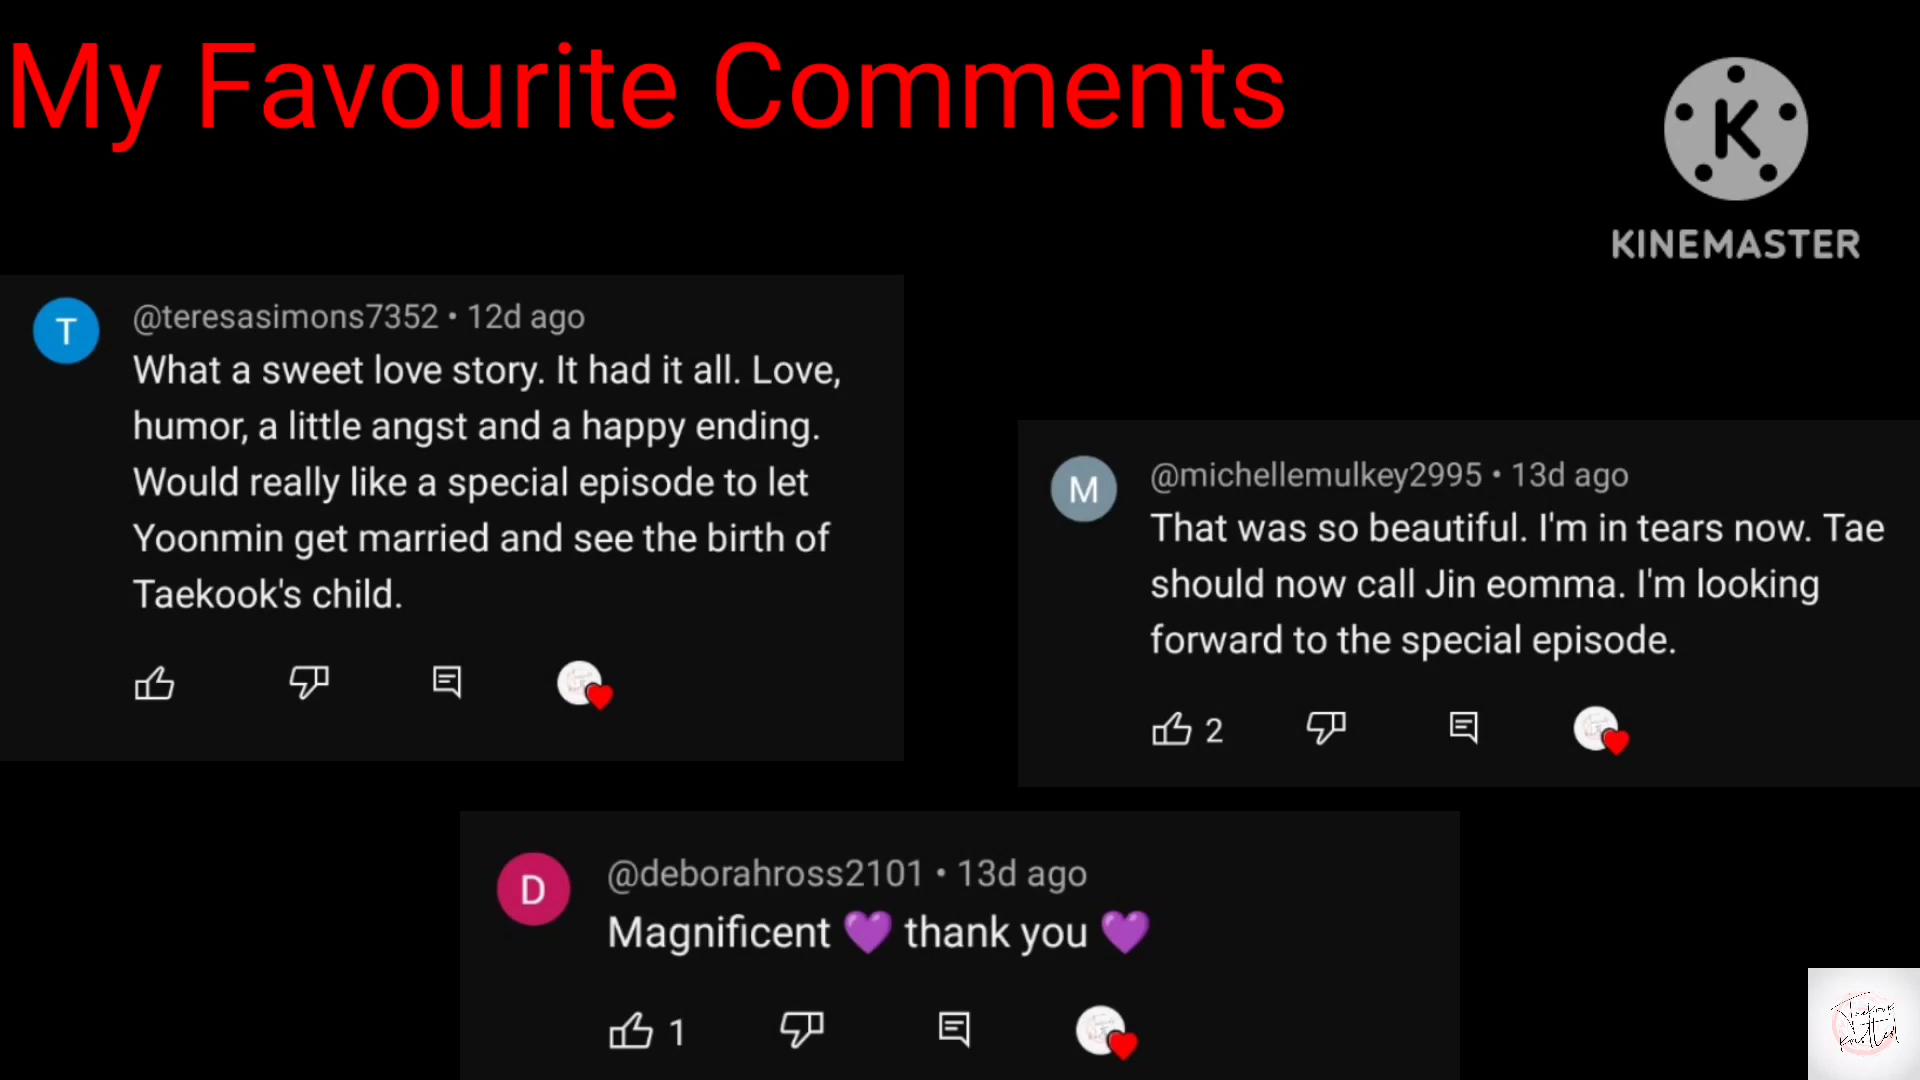 My Favourite Comments
K
KINEMASTER
T
@teresasimons7352 • 12d ago
What a sweet love story. It had it all. Love,
humor, a little angst and a happy ending.
Would really like a special episode to let
Yoonmin get married and see the birth of
Taekook's child.
M
@michellemulkey2995 • 13d ago
That was so beautiful. I'm in tears now. Tae
should now call Jin eomma. I'm looking
forward to the special episode.
2
D
@deborahross2101 • 13d ago
Magnificent 💜 thank you 💜
1